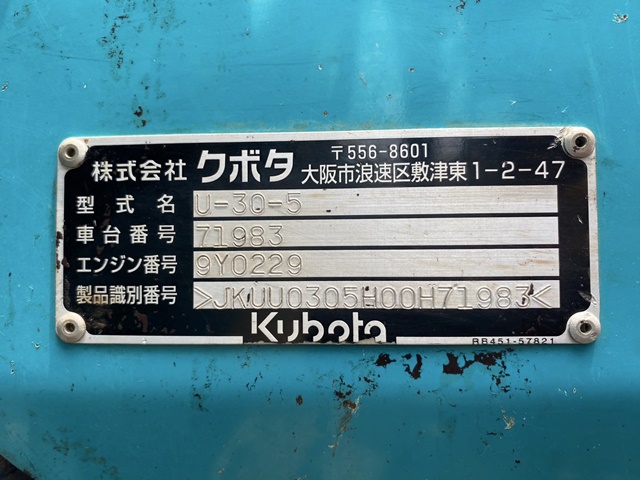 株式会社 クボタ 〒556-8601
大阪市浪速区敷津東1-2-47
型式名 U-30-5
車台番号 71983
エンジン番号 9Y0229
製品識別番号 >JKUU0305H00H71983<
Kubota
RB451-57821